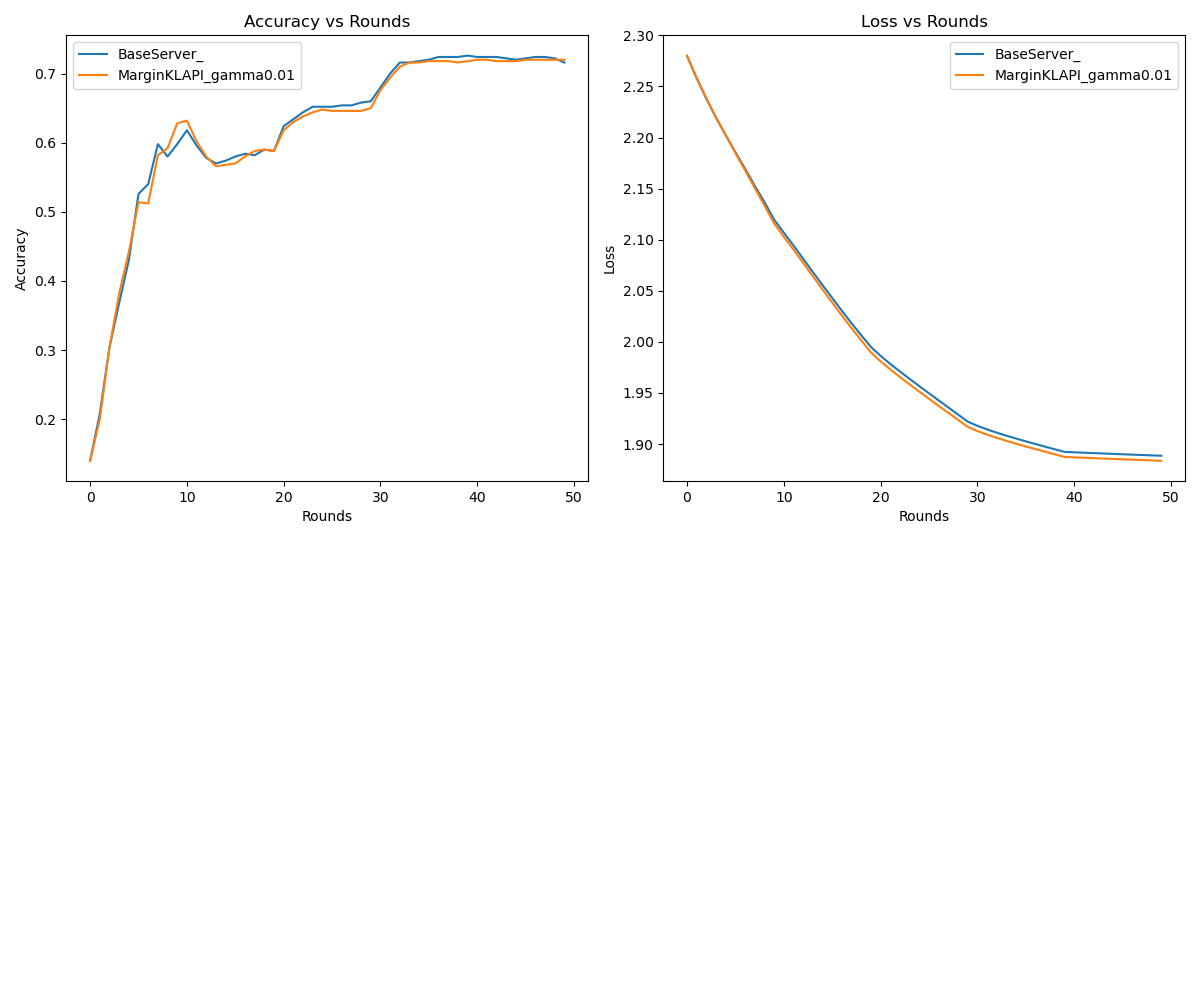 Accuracy vs Rounds
BaseServer_
MarginKLAPI_gamma0.01
0.7
0.6
0.5
0.4
0.3
0.2
Accuracy
0 10 20 30 40 50
Rounds
Loss vs Rounds
BaseServer_
MarginKLAPI_gamma0.01
2.30
2.25
2.20
2.15
2.10
2.05
2.00
1.95
1.90
Loss
0 10 20 30 40 50
Rounds